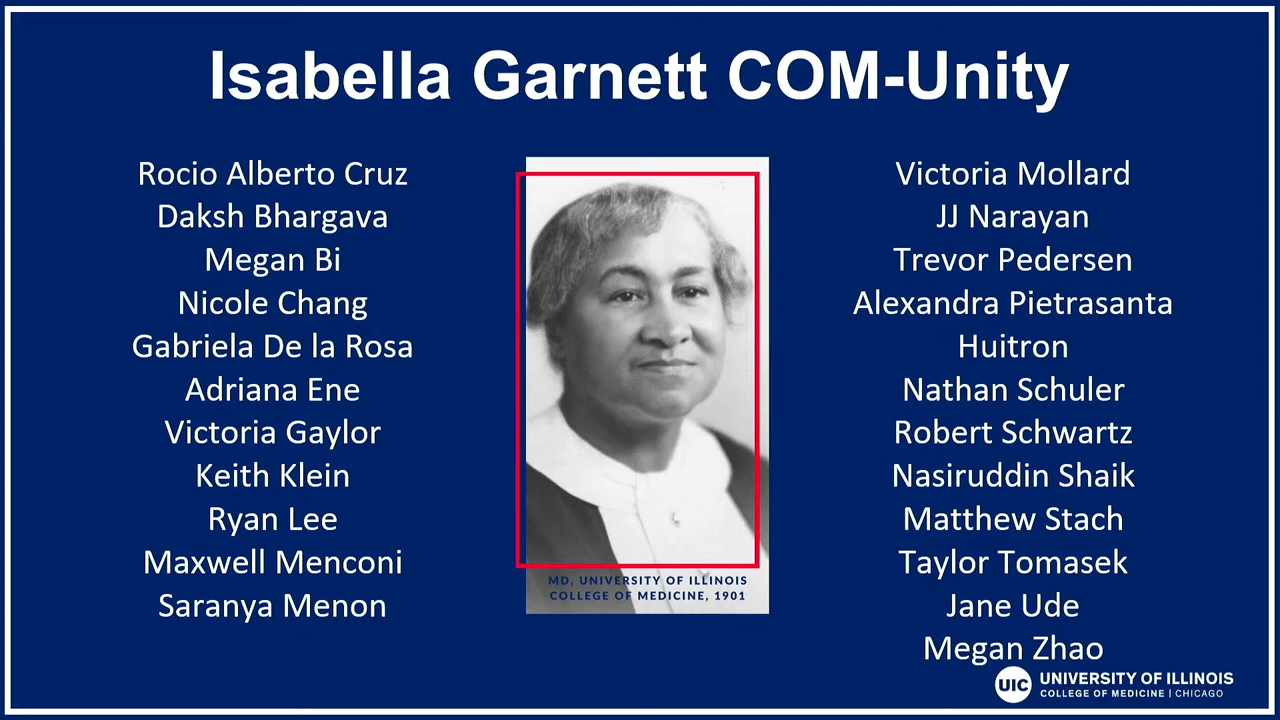 Isabella Garnett COM-Unity
Rocio Alberto Cruz
Daksh Bhargava
Megan Bi
Nicole Chang
Gabriela De la Rosa
Adriana Ene
Victoria Gaylor
Keith Klein
Ryan Lee
Maxwell Menconi
Saranya Menon
MD, UNIVERSITY OF ILLINOIS
COLLEGE OF MEDICINE, 1901
Victoria Mollard
JJ Narayan
Trevor Pedersen
Alexandra Pietrasanta
Huitron
Nathan Schuler
Robert Schwartz
Nasiruddin Shaik
Matthew Stach
Taylor Tomasek
Jane Ude
Megan Zhao
UIC
UNIVERSITY OF ILLINOIS
COLLEGE OF MEDICINE | CHICAGO